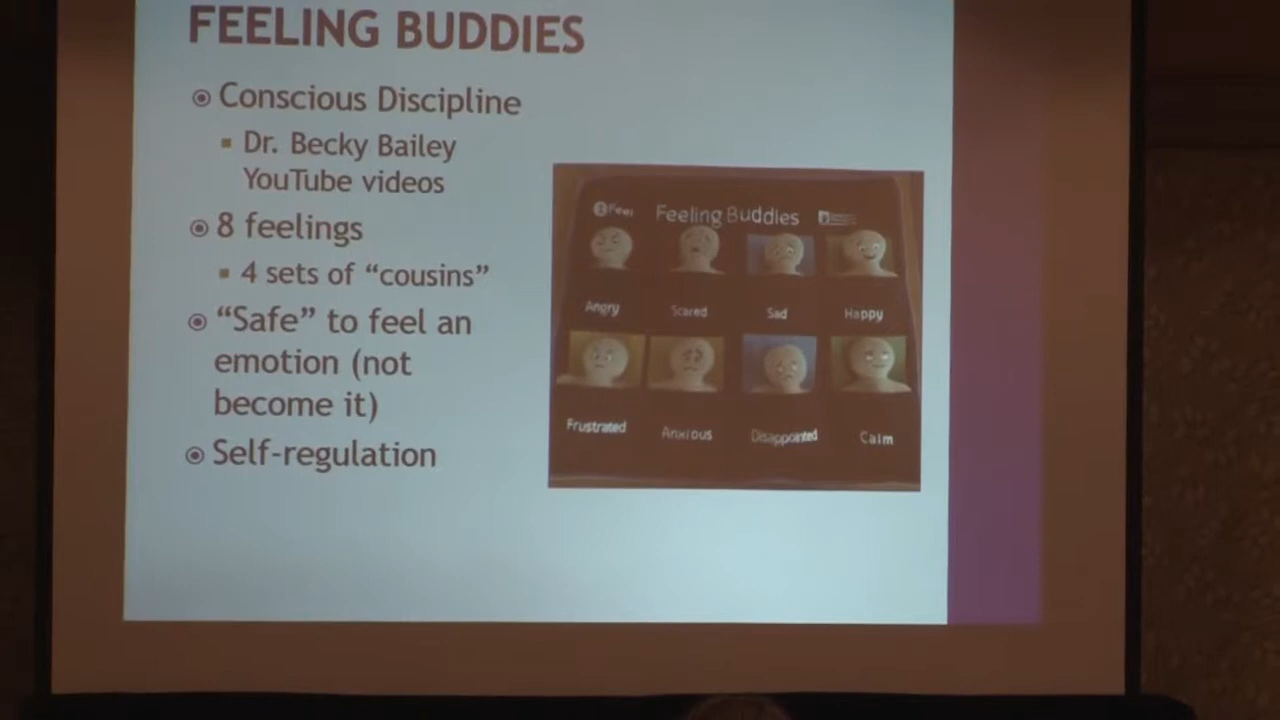 FEELING BUDDIES
Conscious Discipline
Dr. Becky Bailey
YouTube videos
8 feelings
4 sets of “cousins”
“Safe” to feel an
emotion (not
become it)
Self-regulation
Feeling Buddies
Angry Scared Sad Happy
Frustrated Anxious Disappointed Calm